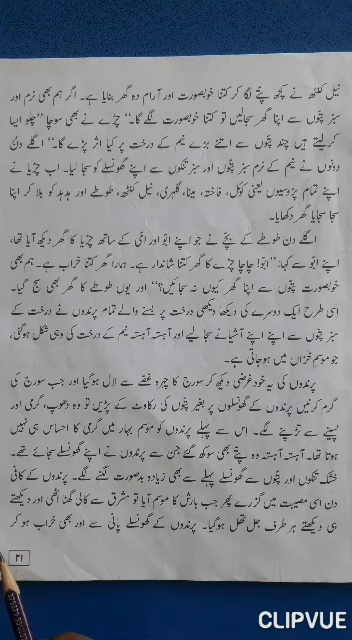 نیل کنٹھ نے کچھ پتے لگا کر کتنا خوبصورت اور آرام دہ گھر بنایا ہے۔ اگر ہم بھی نرم اور
سبز پتوں سے اپنا گھر سجالیں تو کتنا خوبصورت لگے گا۔“ چڑے نے بھی سوچا ”چلو ایسا
کر لیتے ہیں چند پتوں سے اتنے بڑے نیم کے درخت پر کیا اثر پڑے گا۔“ اگلے دن
دونوں نے نیم کے نرم سبز پتوں اور سبز تنکوں سے اپنے گھونسلے کو سجا لیا۔ اب چڑیا نے
اپنے تمام پڑوسیوں یعنی کوئل، فاختہ، مینا، گلہری، نیل کنٹھ، طوطے اور ہدہد کو بلا کر اپنا
سجا سجایا گھر دکھایا۔
اگلے دن طوطے کے بچے نے جو اپنے ابو اور امی کے ساتھ چڑیا کا گھر دیکھ آیا تھا،
اپنے ابو سے کہا: ”ابو! چاچا چڑے کا گھر کتنا شاندار ہے۔ ہمارا گھر کتنا خراب ہے۔ ہم بھی
خوبصورت پتوں سے اپنا گھر کیوں نہ سجائیں؟“ اور یوں طوطے کا گھر بھی سج گیا۔
اسی طرح ایک دوسرے کی دیکھا دیکھی درخت پر بسنے والے تمام پرندوں نے درخت کے
سبز پتوں سے اپنے اپنے آشیانے سجالیے اور آہستہ آہستہ نیم کے درخت کی وہی شکل ہوگئی،
جو موسم خزاں میں ہوجاتی ہے۔
پرندوں کی یہ خود غرضی دیکھ کر سورج کا چہرہ غصے سے لال ہوگیا اور جب سورج کی
گرم کرنیں پرندوں کے گھونسلوں پر بغیر پتوں کی رکاوٹ کے پڑیں تو وہ دھوپ، گرمی اور
پسینے سے تڑپنے لگے۔ اس سے پہلے پرندوں کو موسم بہار میں گرمی کا احساس ہی نہیں
ہوتا تھا۔ آہستہ آہستہ وہ پتے بھی سوکھ گئے جن سے پرندوں نے اپنے گھونسلے سجائے تھے۔
خشک تنکوں اور پتوں سے گھونسلے پہلے سے بھی زیادہ بدصورت لگنے لگے۔ پرندوں کے کافی
دن اسی مصیبت میں گزرے پھر جب بارش کا موسم آیا تو مشرق سے کالی گھٹا اٹھی اور دیکھتے
ہی دیکھتے ہر طرف جل تھل ہوگیا۔ پرندوں کے گھونسلے پانی سے اور بھی خراب ہو کر
۳۱
CLIPVUE